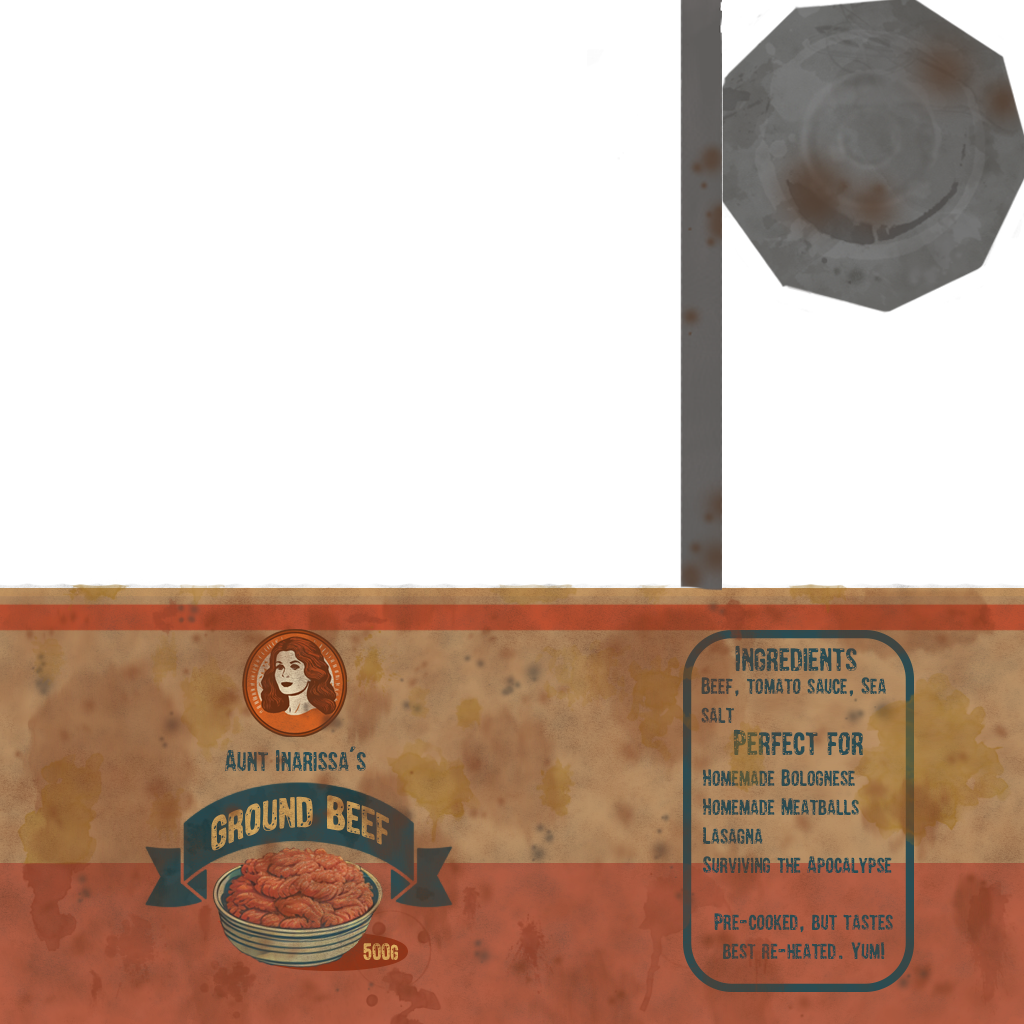 Aunt Inarissa's
Ground Beef
500g
Ingredients
Beef, tomato sauce, Sea
salt
Perfect for
Homemade Bolognese
Homemade Meatballs
Lasagna
Surviving the Apocalypse
Pre-cooked, but tastes
best re-heated. Yum!